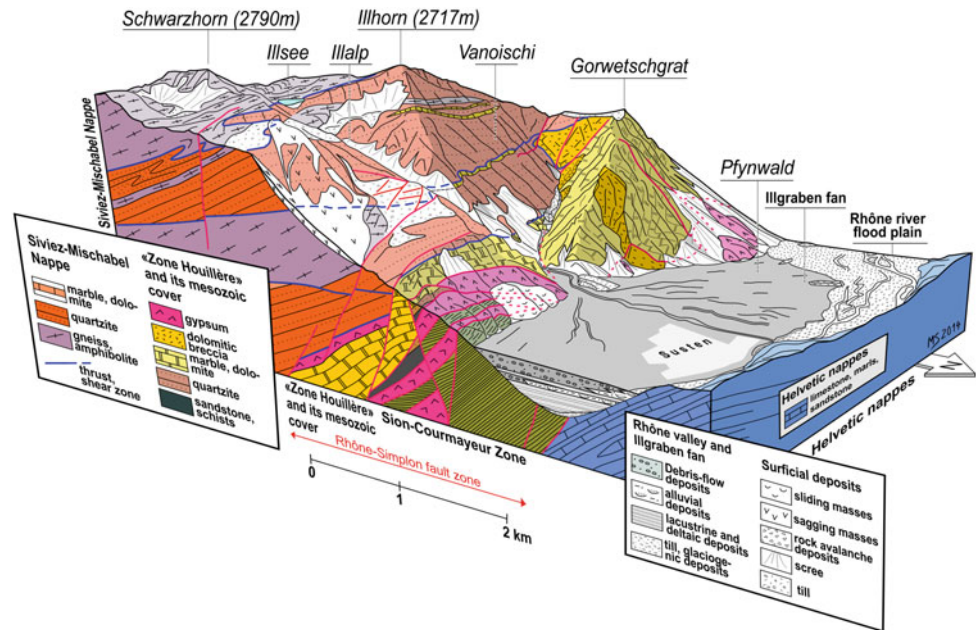 Schwarzhorn (2790m)
Illhorn (2717m)
Illsee
Illalp
Vanoischi
Gorwetschgrat
Pfynwald
Illgraben fan
Rhône river
flood plain
Siviez-Mischabel Nappe
Susten
MS 2014
Siviez-Mischabel
Nappe
marble, dolo-
mite
quartzite
gneiss,
amphibolite
thrust,
shear zone
«Zone Houillère»
and its mesozoic
cover
gypsum
dolomitic
breccia
marble, dolo-
mite
quartzite
sandstone,
schists
«Zone Houillère»
and its mesozoic
cover
Sion-Courmayeur Zone
Rhône-Simplon fault zone
0
1
2 km
Helvetic nappes
limestone, marls,
sandstone
Helvetic nappes
N
Rhône valley and
Illgraben fan
Debris-flow
deposits
alluvial
deposits
lacustrine and
deltaic deposits
till, glacioge-
nic deposits
Surficial deposits
sliding masses
sagging masses
rock avalanche
deposits
scree
till